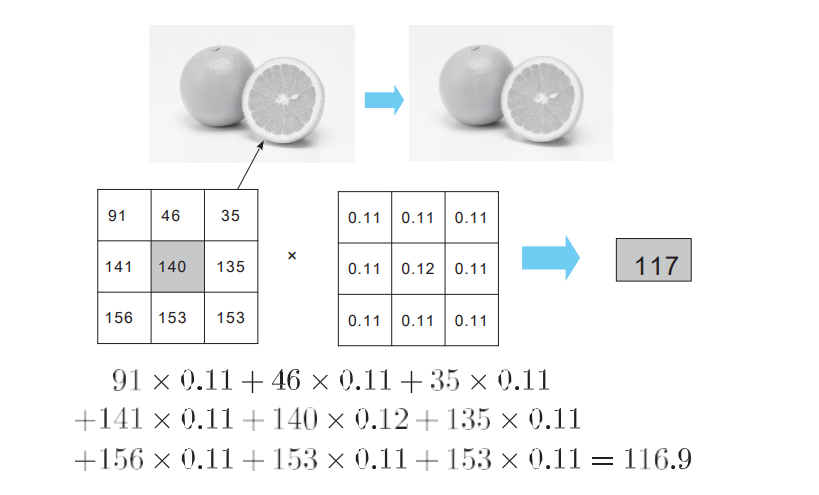 91 46 35
0.11 0.11 0.11
141 140 135
×
0.11 0.12 0.11
117
156 153 153
0.11 0.11 0.11
91 × 0.11 + 46 × 0.11 + 35 × 0.11
+141 × 0.11 + 140 × 0.12 + 135 × 0.11
+156 × 0.11 + 153 × 0.11 + 153 × 0.11 = 116.9